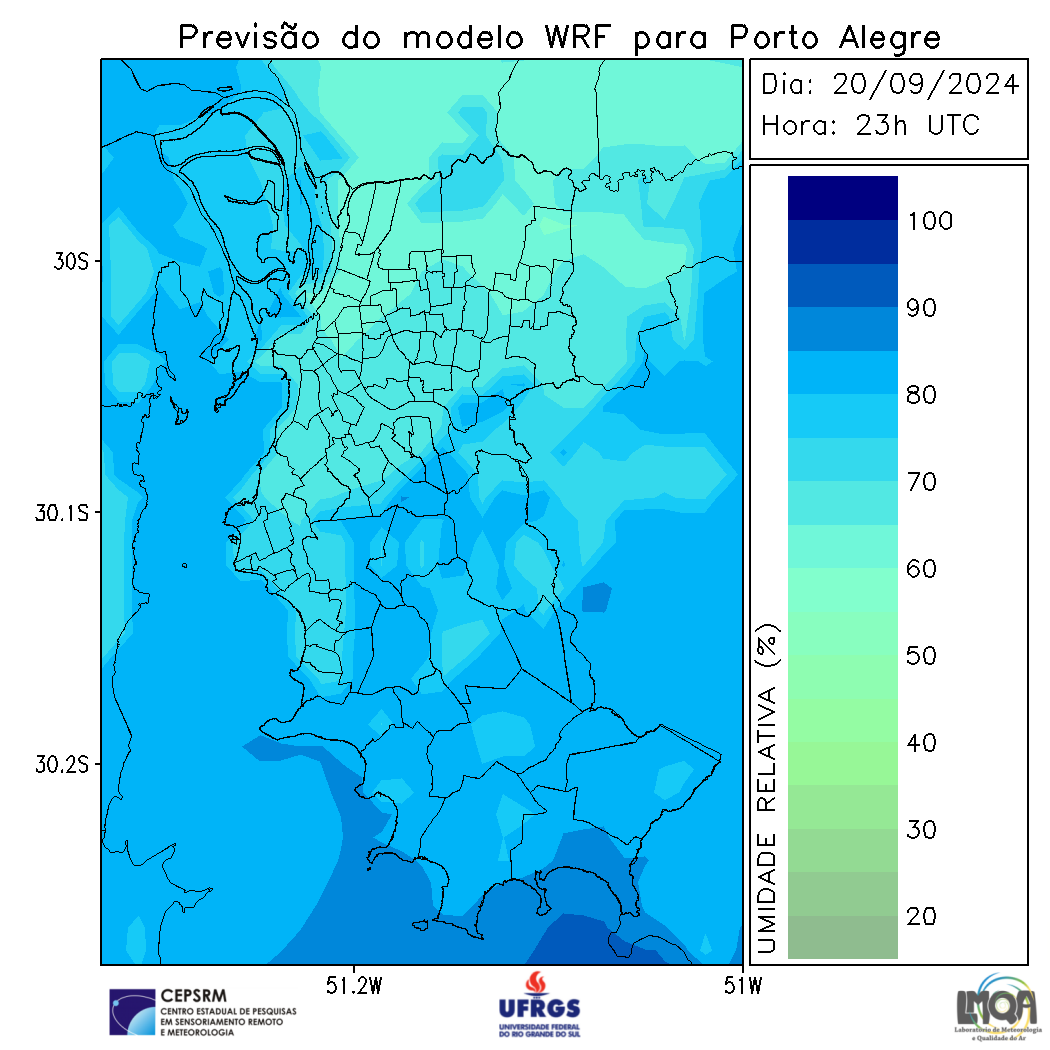 Previsão do modelo WRF para Porto Alegre
Dia: 20/09/2024
Hora: 23h UTC
30S
30.1S
30.2S
51.2W
51W
UMIDADE RELATIVA (%)
100
90
80
70
60
50
40
30
20
CEPSRM
CENTRO ESTADUAL DE PESQUISAS
EM SENSORIAMENTO REMOTO
E METEOROLOGIA
UFRGS
UNIVERSIDADE FEDERAL
DO RIO GRANDE DO SUL
LMQA
Laboratório de Meteorologia
e Qualidade do Ar